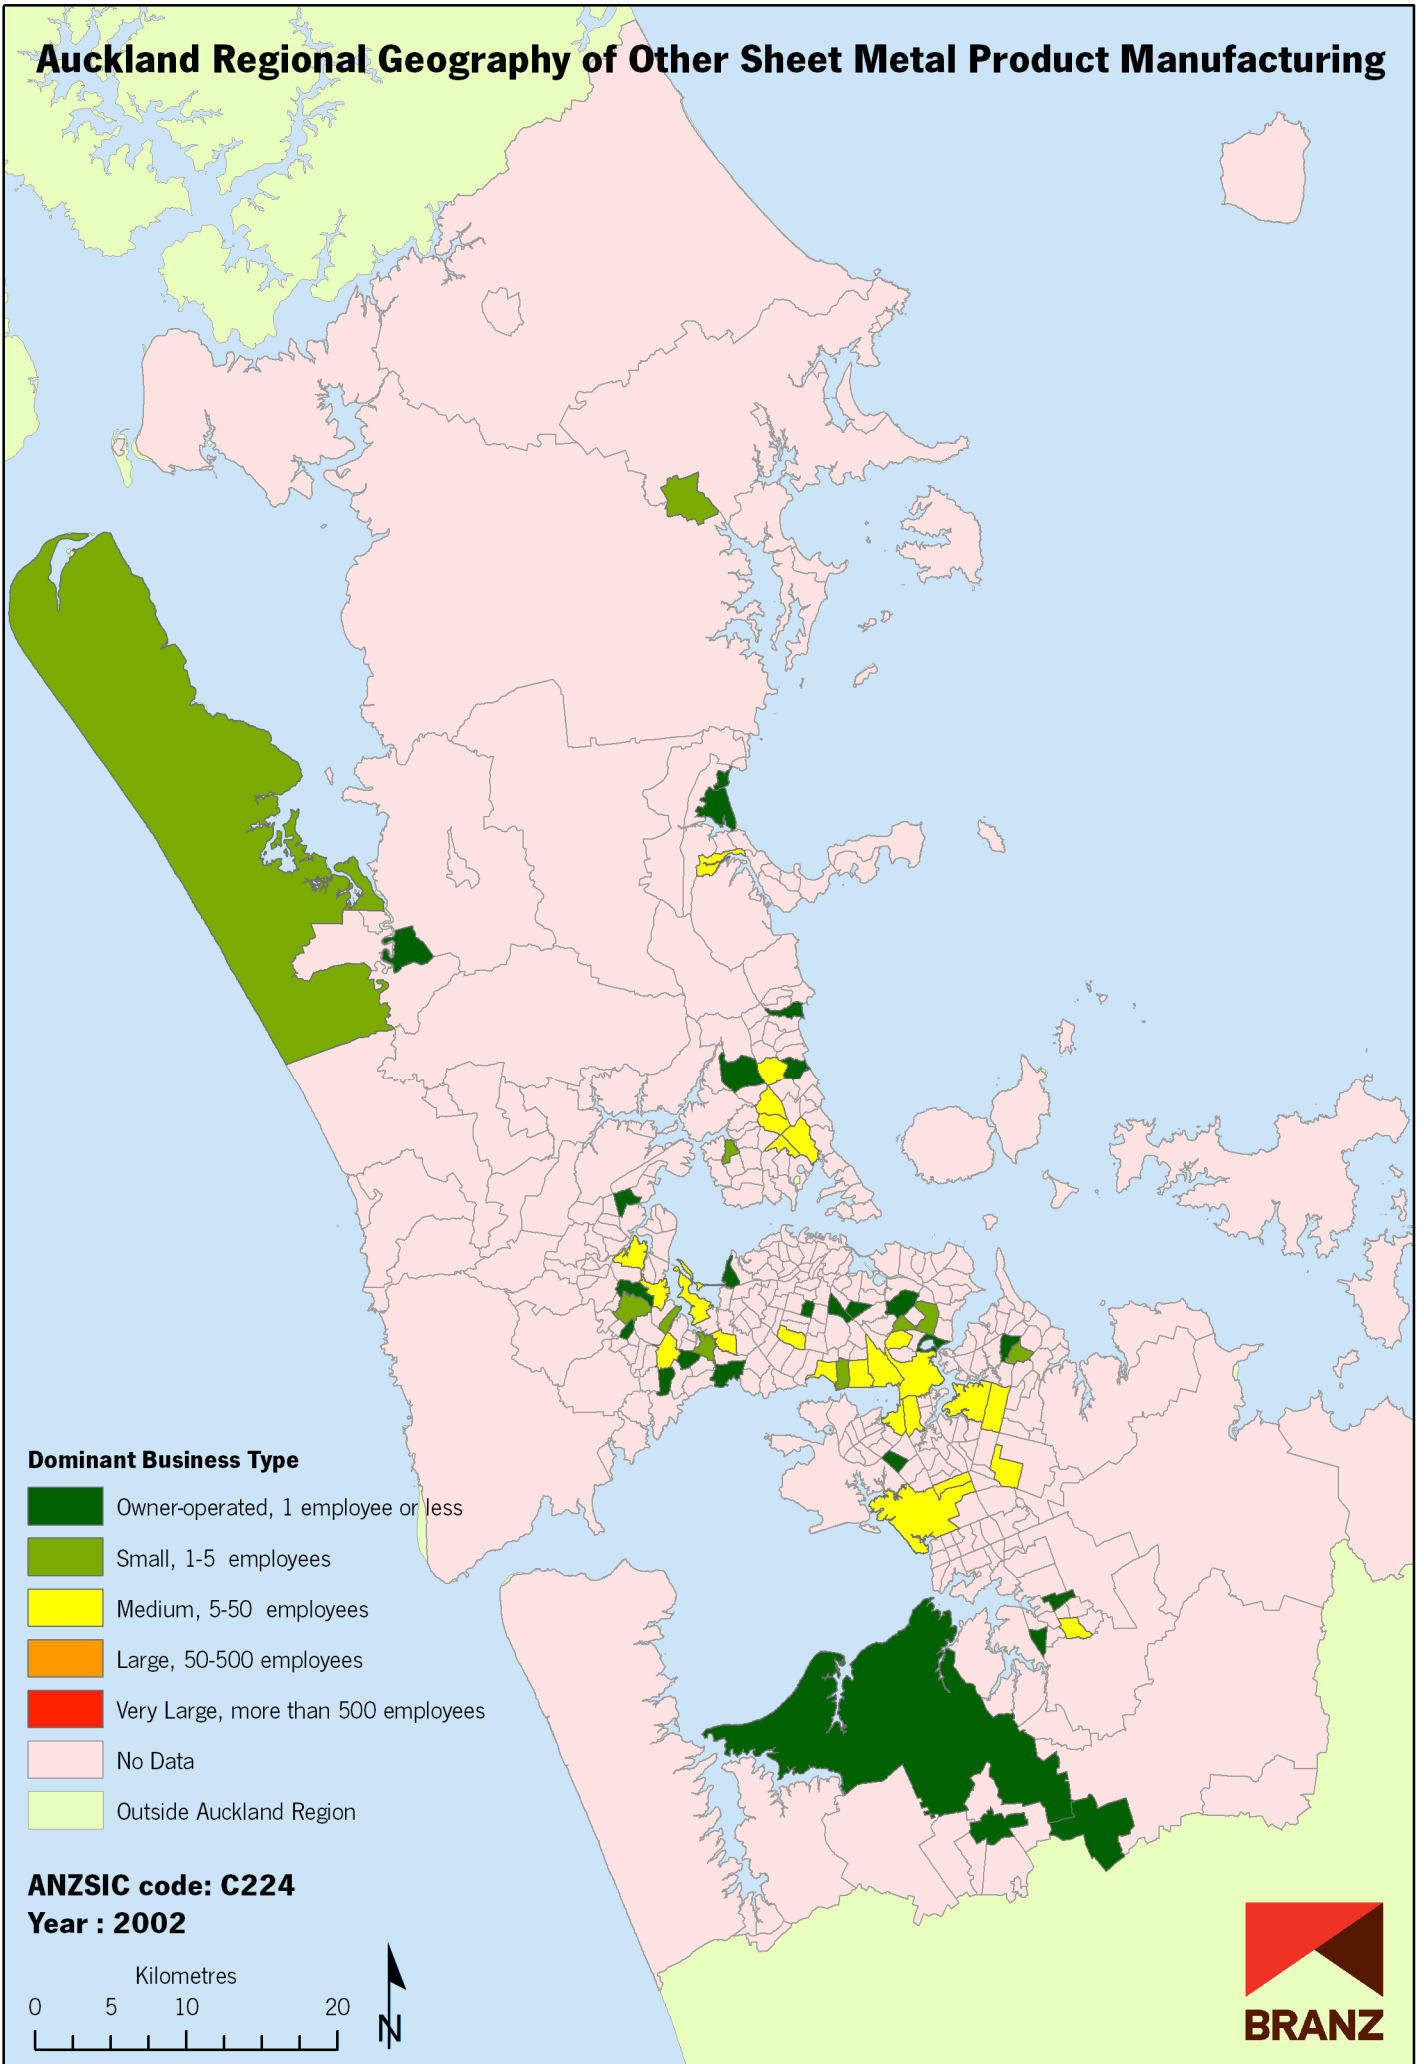 Auckland Regional Geography of Other Sheet Metal Product Manufacturing
Dominant Business Type
Owner-operated, 1 employee or less
Small, 1-5 employees
Medium, 5-50 employees
Large, 50-500 employees
Very Large, more than 500 employees
No Data
Outside Auckland Region
ANZSIC code: C224
Year : 2002
Kilometres
0 5 10 20
N
BRANZ